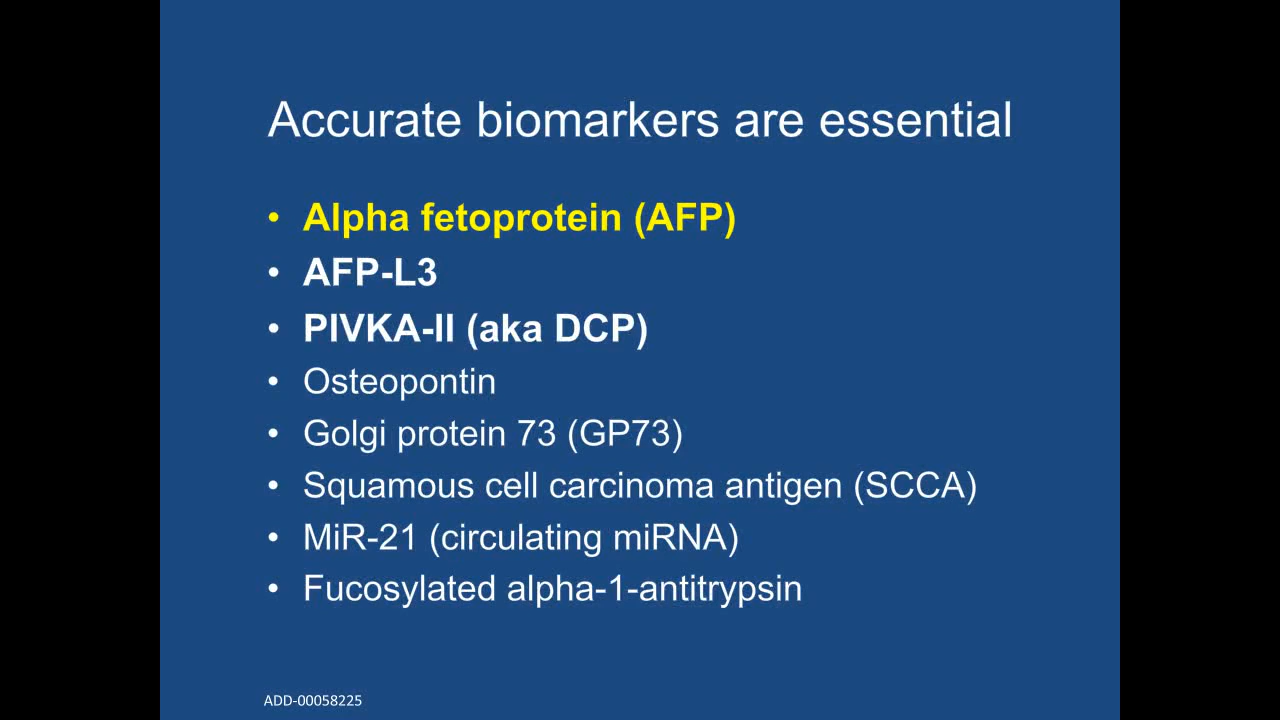 Accurate biomarkers are essential
• Alpha fetoprotein (AFP)
• AFP-L3
• PIVKA-II (aka DCP)
• Osteopontin
• Golgi protein 73 (GP73)
• Squamous cell carcinoma antigen (SCCA)
• MiR-21 (circulating miRNA)
• Fucosylated alpha-1-antitrypsin
ADD-00058225